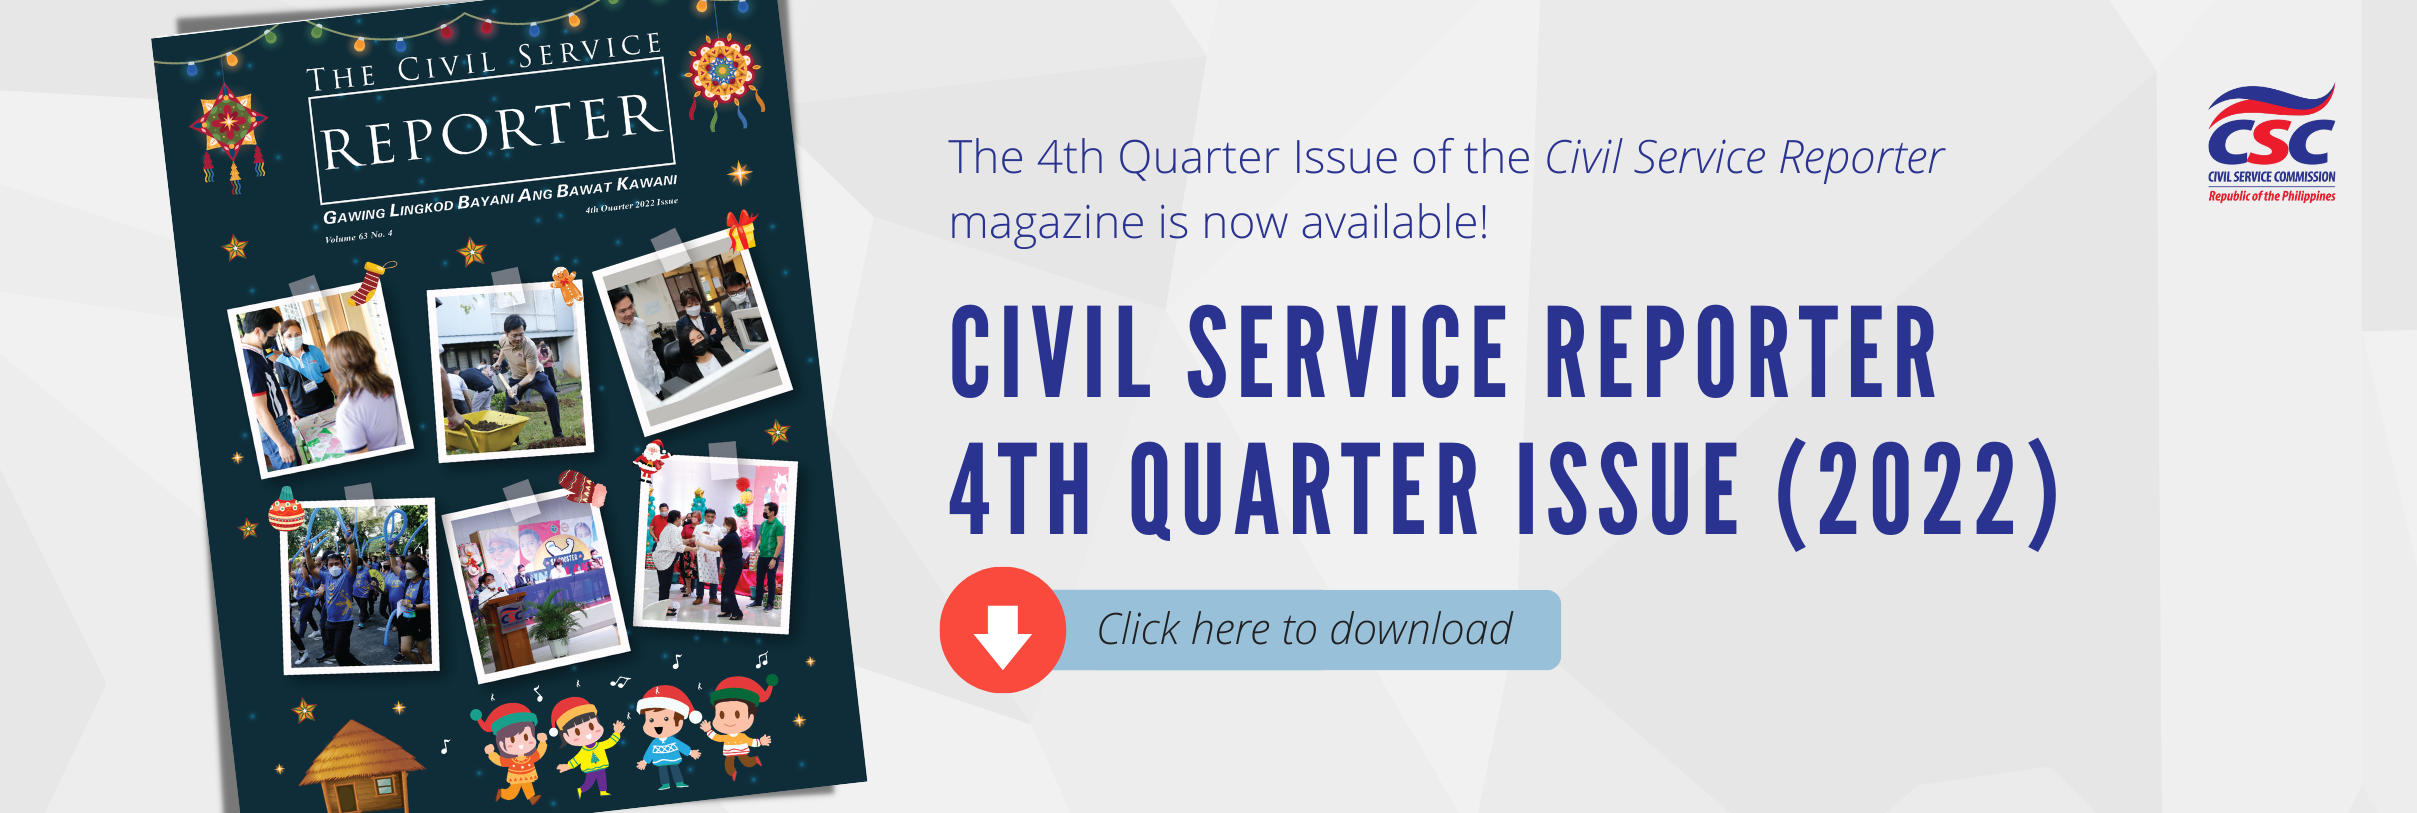 THE CIVIL SERVICE
REPORTER
GAWING LINGKOD BAYANI ANG BAWAT KAWANI
4th Quarter 2022 Issue
Volume 63 No. 4
The 4th Quarter Issue of the Civil Service Reporter
magazine is now available!
CIVIL SERVICE REPORTER
4TH QUARTER ISSUE (2022)
Click here to download
CSC
CIVIL SERVICE COMMISSION
Republic of the Philippines